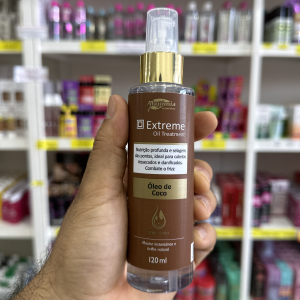 Extreme
Oil Treatment
Nutrição profunda e selagem
das pontas, ideal para cabelos
ressecados e danificados.
Combate o frizz
Óleo de
Coco
120 ml